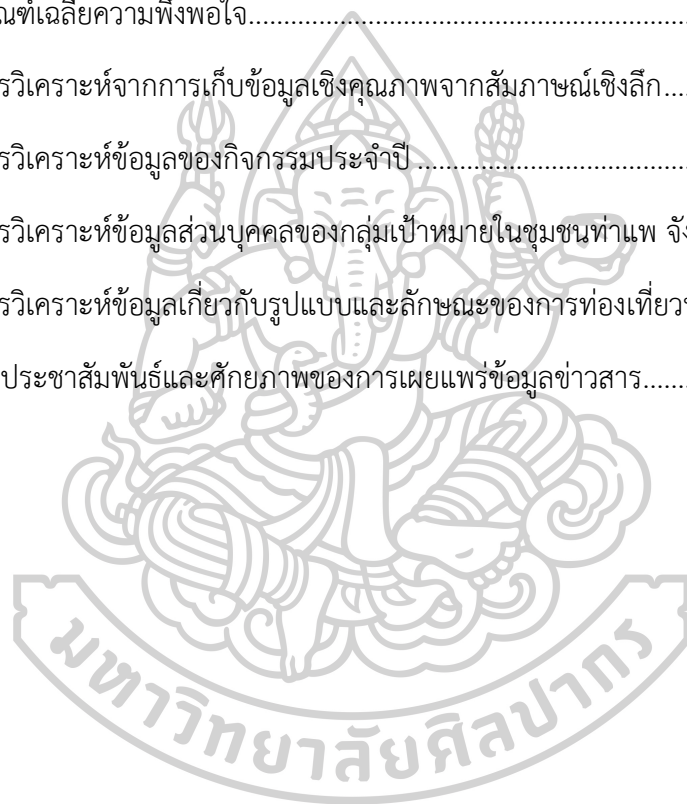 ณฑ์เฉลี่ยความพึงพอใจ................................................................
รวิเคราะห์จากการเก็บข้อมูลเชิงคุณภาพจากสัมภาษณ์เชิงลึก.....
รวิเคราะห์ข้อมูลของกิจกรรมประจำปี ........................................
รวิเคราะห์ข้อมูลส่วนบุคคลของกลุ่มเป้าหมายในชุมชนท่าแพ จัง
รวิเคราะห์ข้อมูลเกี่ยวกับรูปแบบและลักษณะของการท่องเที่ยว
ประชาสัมพันธ์และศักยภาพของการเผยแพร่ข้อมูลข่าวสาร.......
มหาวิทยาลัยศิลปากร